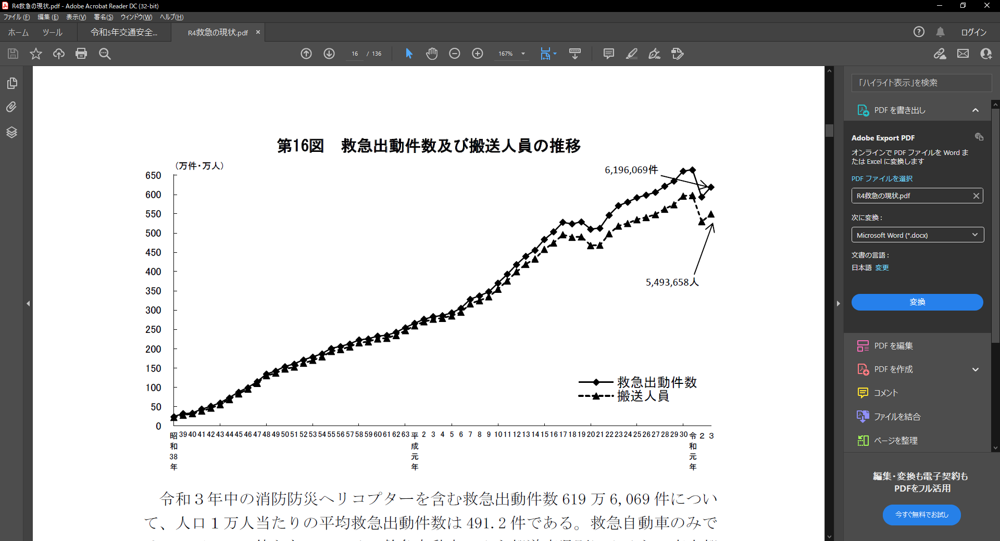 R4救急の現状.pdf - Adobe Acrobat Reader DC (32-bit)
ファイル(F) 編集(E) 表示(V) 署名(S) ウィンドウ(W) ヘルプ(H)
ホーム ツール 令和5年交通安全... R4救急の現状.pdf × ログイン
16 / 136 167%
「ハイライト表示」を検索
PDF を書き出し
Adobe Export PDF
オンラインで PDF ファイルを Word ま
たは Excel に変換します
PDF ファイルを選択
R4救急の現状.pdf
次に変換 :
Microsoft Word (*.docx)
文書の言語 :
日本語 変更
変換
PDF を編集
PDF を作成
コメント
ファイルを結合
ページを整理
編集・変換も電子契約も
PDFをフル活用
今すぐ無料でお試し
第16図 救急出動件数及び搬送人員の推移
(万件・万人)
650
600
550
500
450
400
350
300
250
200
150
100
50
0
6,196,069件
5,493,658人
救急出動件数
搬送人員
昭和38年 39 40 41 42 43 44 45 46 47 48 49 50 51 52 53 54 55 56 57 58 59 60 61 62 63 平成元年 2 3 4 5 6 7 8 9 10 11 12 13 14 15 16 17 18 19 20 21 22 23 24 25 26 27 28 29 30 令和元年 2 3
令和３年中の消防防災ヘリコプターを含む救急出動件数 619 万 6,069 件につい
て、人口１万人当たりの平均救急出動件数は 491.2 件である。救急自動車のみで